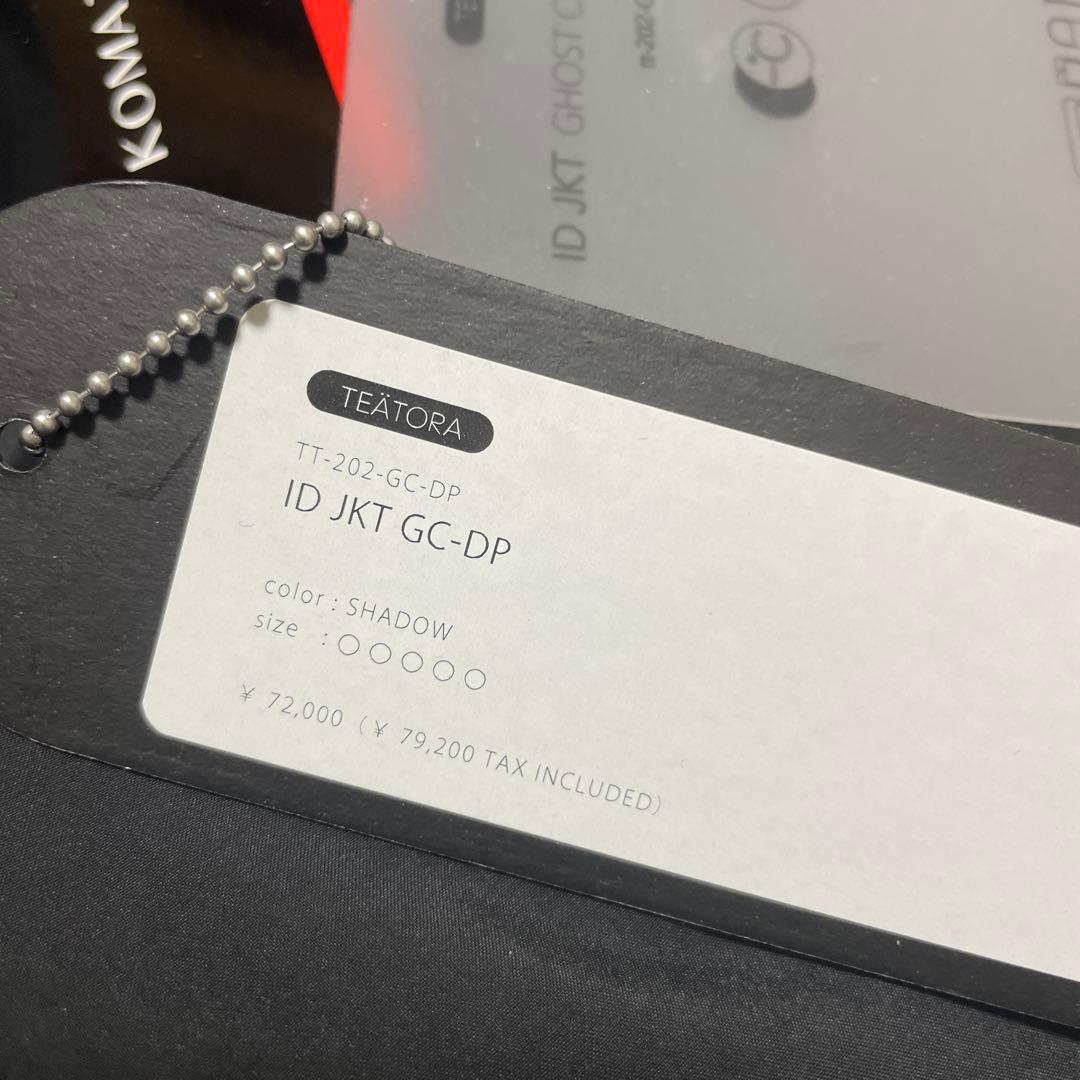 TEÄTORA
TT-202-GC-DP
ID JKT GC-DP
color : SHADOW
size : ○○○○○
¥ 72,000 (¥ 79,200 TAX INCLUDED)
ID JKT GHOST